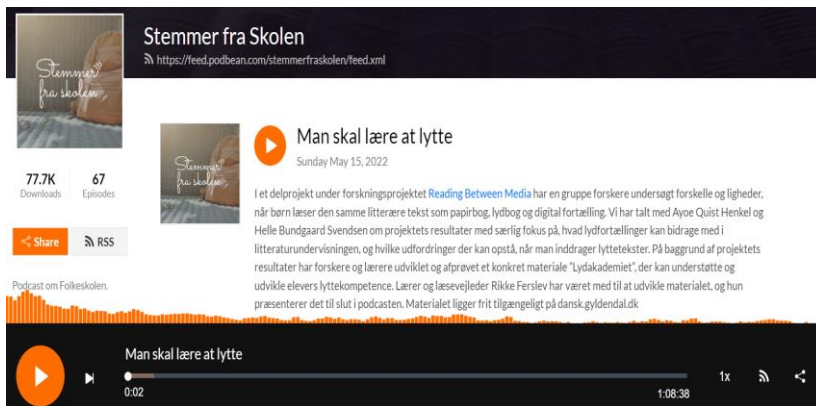 Stemmer fra Skolen
https://feed.podbean.com/stemmerfraskolen/feed.xml
Stemmer
fra skolen
77.7K
67
Downloads
Episodes
Share
RSS
Podcast om Folkeskolen.
Stemmer
fra skolen
Man skal lære at lytte
Sunday May 15, 2022
I et delprojekt under forskningsprojektet Reading Between Media har en gruppe forskere undersøgt forskelle og ligheder,
når børn læser den samme litterære tekst som papirbog, lydbog og digital fortælling. Vi har talt med Ayoe Quist Henkel og
Helle Bundgaard Svendsen om projektets resultater med særlig fokus på, hvad lydfortællinger kan bidrage med i
litteraturundervisningen, og hvilke udfordringer der kan opstå, når man inddrager lyttetekster. På baggrund af projektets
resultater har forskere og lærere udviklet og afprøvet et konkret materiale "Lydakademiet", der kan understøtte og
udvikle elevers lyttekompetence. Lærer og læsevejleder Rikke Ferslev har været med til at udvikle materialet, og hun
præsenterer det til slut i podcasten. Materialet ligger frit tilgængeligt på dansk.gyldendal.dk
Man skal lære at lytte
0:02
1:08:38
1x